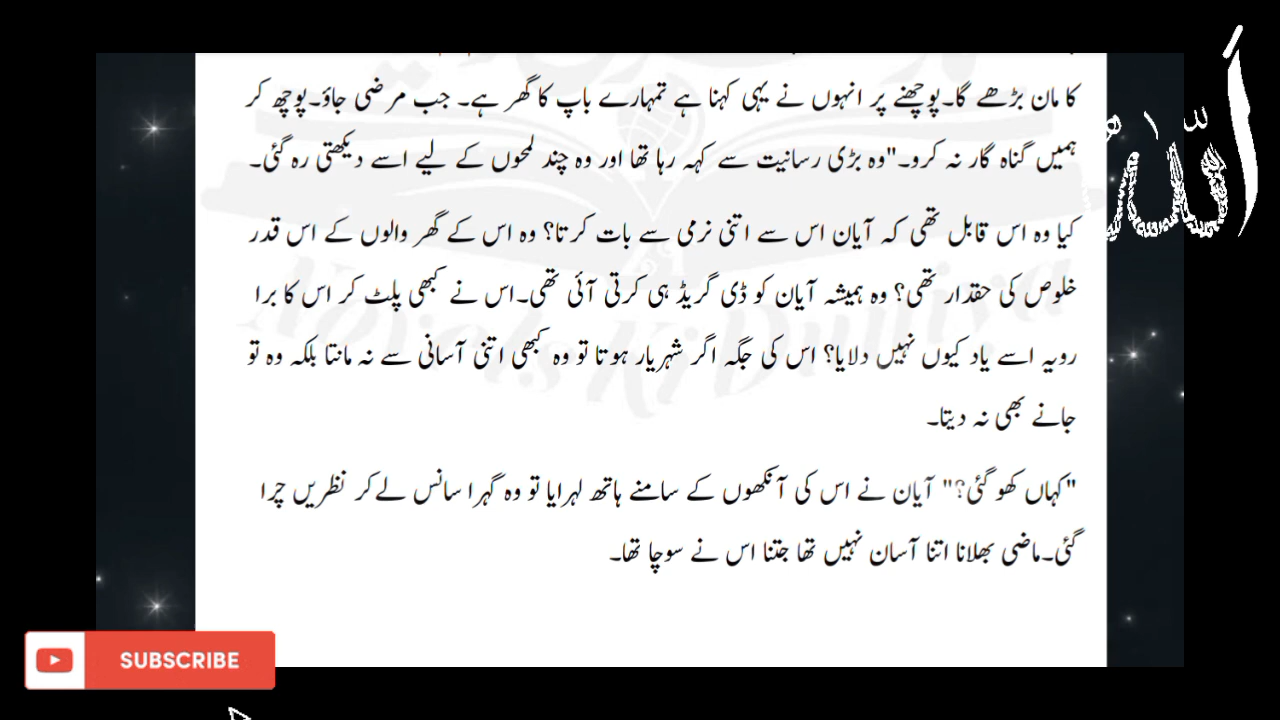 کا مان بڑھے گا۔پوچھنے پر انہوں نے یہی کہنا ہے تمہارے باپ کا گھر ہے۔ جب مرضی جاؤ۔پوچھ کر
ہمیں گناہ گار نہ کرو۔"وہ بڑی رسانیت سے کہہ رہا تھا اور وہ چند لمحوں کے لیے اسے دیکھتی رہ گئی۔
کیا وہ اس قابل تھی کہ آیان اس سے اتنی نرمی سے بات کرتا؟ وہ اس کے گھر والوں کے اس قدر
خلوص کی حقدار تھی؟ وہ ہمیشہ آیان کو ڈی گریڈ ہی کرتی آئی تھی۔اس نے کبھی پلٹ کر اس کا برا
رویہ اسے یاد کیوں نہیں دلایا؟ اس کی جگہ اگر شہریار ہوتا تو وہ کبھی اتنی آسانی سے نہ مانتا بلکہ وہ تو
جانے بھی نہ دیتا۔
"کہاں کھو گئی؟" آیان نے اس کی آنکھوں کے سامنے ہاتھ لہرایا تو وہ گہرا سانس لے کر نظریں چرا
گئی۔ماضی بھلانا اتنا آسان نہیں تھا جتنا اس نے سوچا تھا۔
Novels Ki Duniya
اَللّٰهُ
SUBSCRIBE